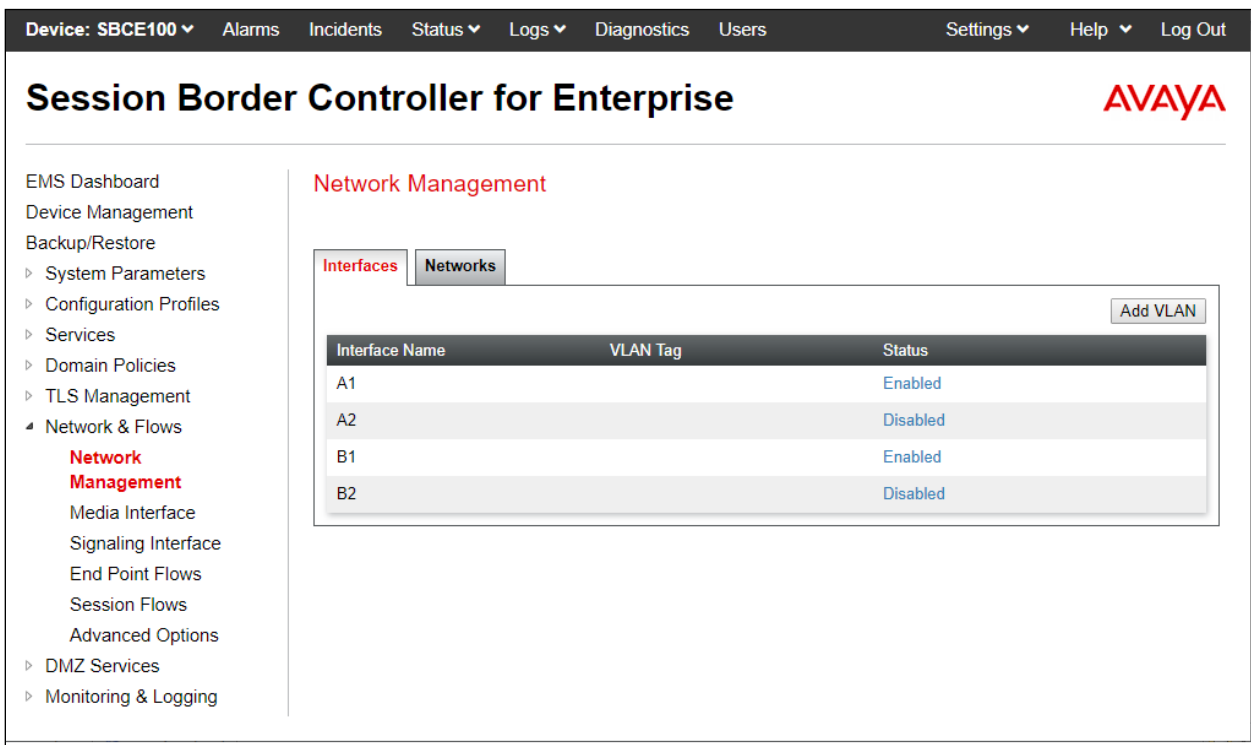 Device: SBCE100 Alarms Incidents Status Logs Diagnostics Users Settings Help Log Out
Session Border Controller for Enterprise
AVAYA
EMS Dashboard
Device Management
Backup/Restore
System Parameters
Configuration Profiles
Services
Domain Policies
TLS Management
Network & Flows
Network
Management
Media Interface
Signaling Interface
End Point Flows
Session Flows
Advanced Options
DMZ Services
Monitoring & Logging
Network Management
Interfaces Networks
Add VLAN
Interface Name VLAN Tag Status
A1 Enabled
A2 Disabled
B1 Enabled
B2 Disabled